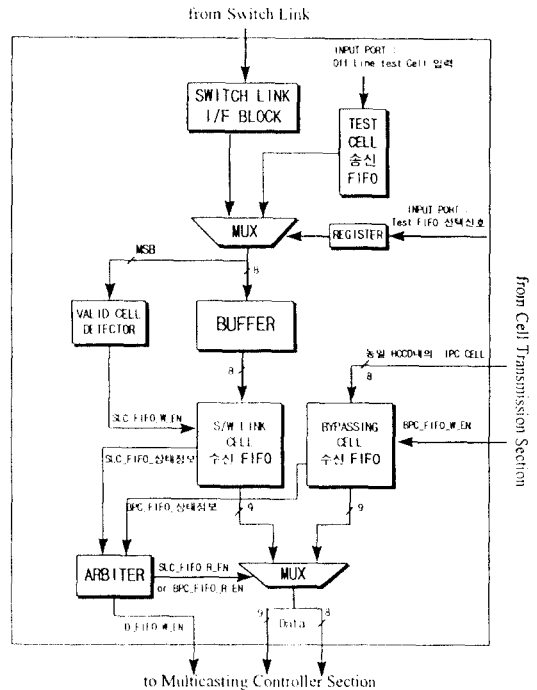 from Switch Link
INPUT PORT :
Off Line test Cell 입력
SWITCH LINK
I/F BLOCK
TEST
CELL
송신
FIFO
INPUT PORT :
Test FIFO 선택신호
MUX
REGISTER
MSB
8
VALID CELL
DETECTOR
BUFFER
from Cell Transmission Section
동일 HCCD내의 IPC CELL
8
8
SLC_FIFO_W_EN
S/W LINK
CELL
수신 FIFO
BYPASSING
CELL
수신 FIFO
BPC_FIFO_W_EN
SLC_FIFO_상태정보
BPC_FIFO_상태정보
9
9
ARBITER
SLC_FIFO_R_EN
or BPC_FIFO_R_EN
MUX
D_FIFO_W_EN
9
Data
8
to Multicasting Controller Section